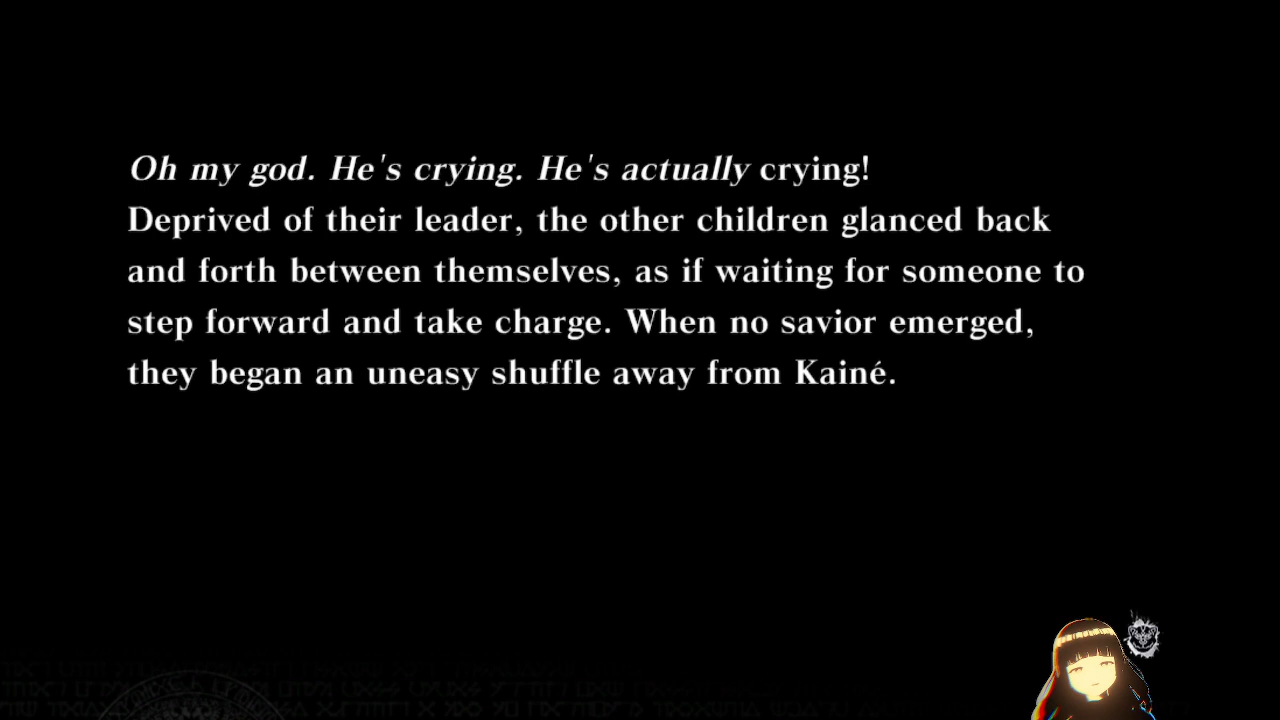 Oh my god. He's crying. He's actually crying!
Deprived of their leader, the other children glanced back
and forth between themselves, as if waiting for someone to
step forward and take charge. When no savior emerged,
they began an uneasy shuffle away from Kainé.